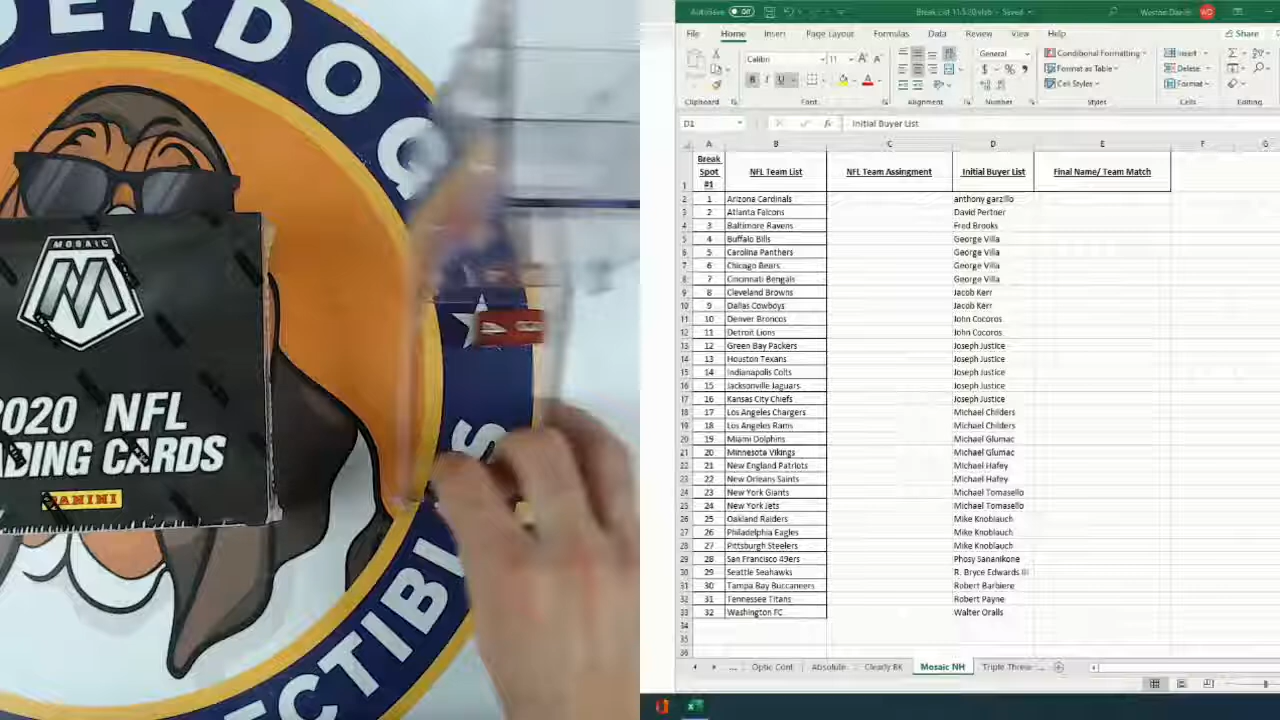 UNDERDOG
MOSAIC
M
2020 NFL
TRADING CARDS
PANINI
COLLECTIBLES
AutoSave Off
Saved
Weston
File Home Insert Page Layout Formulas Data Review View Help Share
Calibri 11 General
Conditional Formatting
Format as Table
Cell Styles
Insert
Delete
Format
B I U
Clipboard Font Alignment Number Styles Cells Editing
D1 fx Initial Buyer List
A B C D E F G
Break Spot #1 NFL Team List NFL Team Assingment Initial Buyer List Final Name/ Team Match
1 Arizona Cardinals anthony garzillo
2 Atlanta Falcons David Pertner
3 Baltimore Ravens Fred Brooks
4 Buffalo Bills George Villa
5 Carolina Panthers George Villa
6 Chicago Bears George Villa
7 Cincinnati Bengals George Villa
8 Cleveland Browns Jacob Kerr
9 Dallas Cowboys Jacob Kerr
10 Denver Broncos John Cocoros
11 Detroit Lions John Cocoros
12 Green Bay Packers Joseph Justice
13 Houston Texans Joseph Justice
14 Indianapolis Colts Joseph Justice
15 Jacksonville Jaguars Joseph Justice
16 Kansas City Chiefs Joseph Justice
17 Los Angeles Chargers Michael Childers
18 Los Angeles Rams Michael Childers
19 Miami Dolphins Michael Glumac
20 Minnesota Vikings Michael Glumac
21 New England Patriots Michael Hafey
22 New Orleans Saints Michael Hafey
23 New York Giants Michael Tomasello
24 New York Jets Michael Tomasello
25 Oakland Raiders Mike Knoblauch
26 Philadelphia Eagles Mike Knoblauch
27 Pittsburgh Steelers Mike Knoblauch
28 San Francisco 49ers Phosy Sananikone
29 Seattle Seahawks R. Bryce Edwards III
30 Tampa Bay Buccaneers Robert Barbiere
31 Tennessee Titans Robert Payne
32 Washington FC Walter Oralls
... Optic Cont Absolute Clearly BK Mosaic NH Triple Threa ...